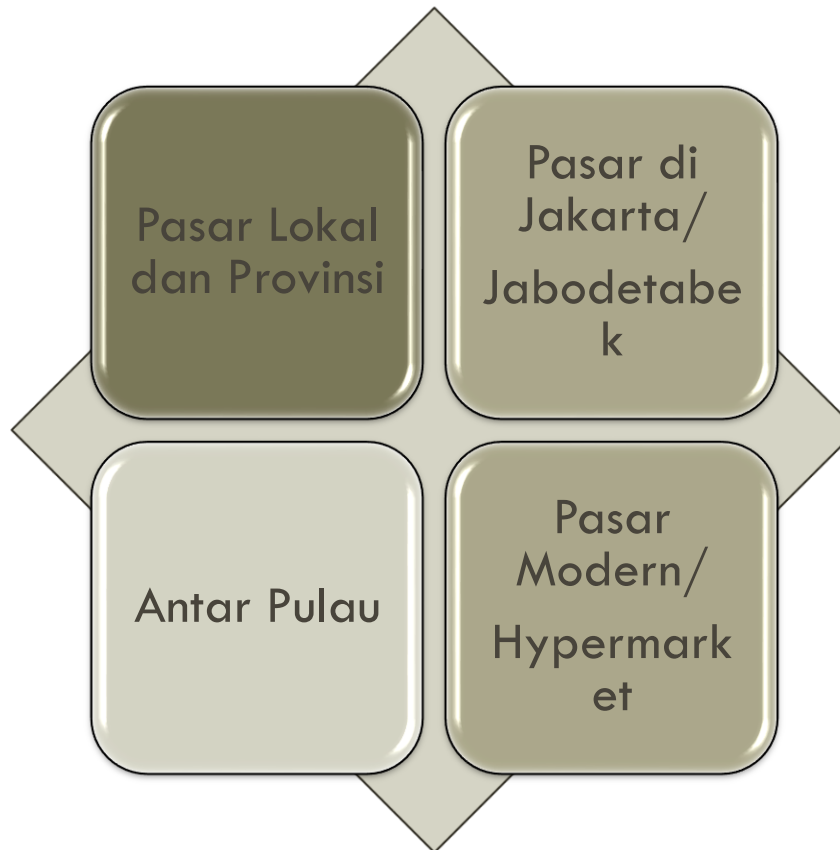 Pasar Lokal
dan Provinsi
Pasar di
Jakarta/
Jabodetabe
k
Antar Pulau
Pasar
Modern/
Hypermark
et